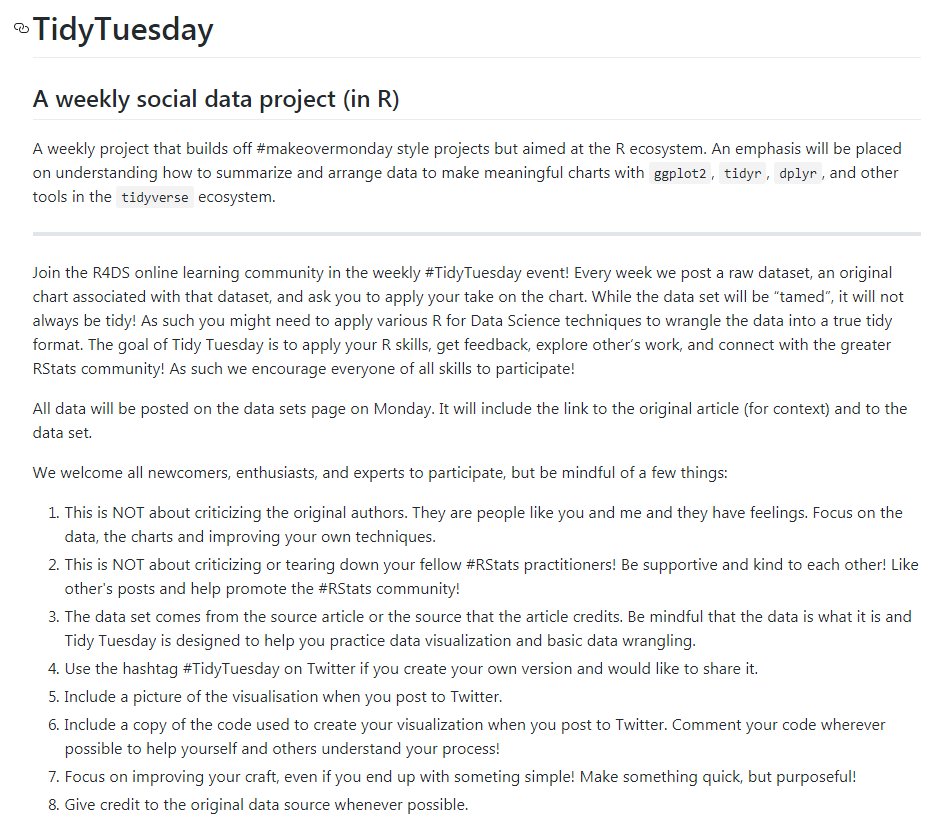 TidyTuesday
A weekly social data project (in R)
A weekly project that builds off #makeovermonday style projects but aimed at the R ecosystem. An emphasis will be placed
on understanding how to summarize and arrange data to make meaningful charts with ggplot2, tidyr, dplyr, and other
tools in the tidyverse ecosystem.
Join the R4DS online learning community in the weekly #TidyTuesday event! Every week we post a raw dataset, an original
chart associated with that dataset, and ask you to apply your take on the chart. While the data set will be “tamed”, it will not
always be tidy! As such you might need to apply various R for Data Science techniques to wrangle the data into a true tidy
format. The goal of Tidy Tuesday is to apply your R skills, get feedback, explore other’s work, and connect with the greater
RStats community! As such we encourage everyone of all skills to participate!
All data will be posted on the data sets page on Monday. It will include the link to the original article (for context) and to the
data set.
We welcome all newcomers, enthusiasts, and experts to participate, but be mindful of a few things:
1. This is NOT about criticizing the original authors. They are people like you and me and they have feelings. Focus on the
data, the charts and improving your own techniques.
2. This is NOT about criticizing or tearing down your fellow #RStats practitioners! Be supportive and kind to each other! Like
other's posts and help promote the #RStats community!
3. The data set comes from the source article or the source that the article credits. Be mindful that the data is what it is and
Tidy Tuesday is designed to help you practice data visualization and basic data wrangling.
4. Use the hashtag #TidyTuesday on Twitter if you create your own version and would like to share it.
5. Include a picture of the visualisation when you post to Twitter.
6. Include a copy of the code used to create your visualization when you post to Twitter. Comment your code wherever
possible to help yourself and others understand your process!
7. Focus on improving your craft, even if you end up with someting simple! Make something quick, but purposeful!
8. Give credit to the original data source whenever possible.